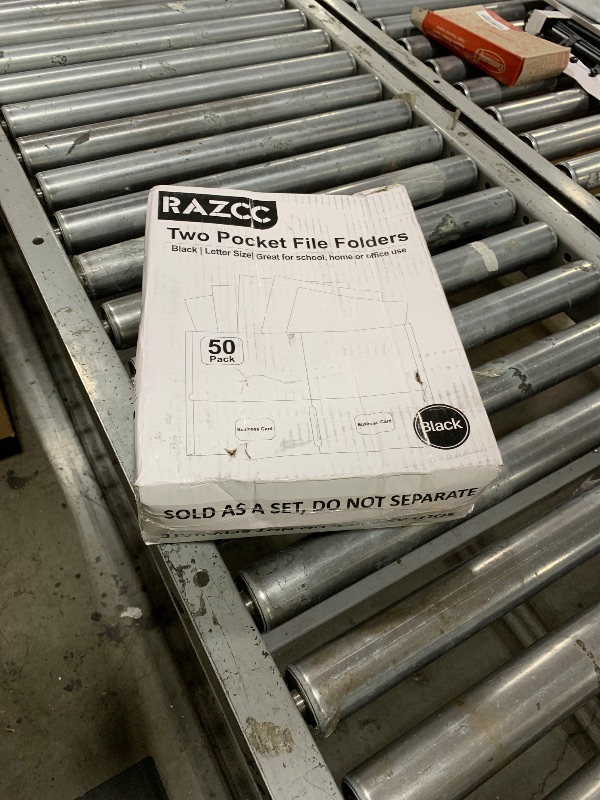 RAZCC
Two Pocket File Folders
Black | Letter Size| Great for school, home or office use
50
Pack
Business Card
Business Card
Black
SOLD AS A SET, DO NOT SEPARATE